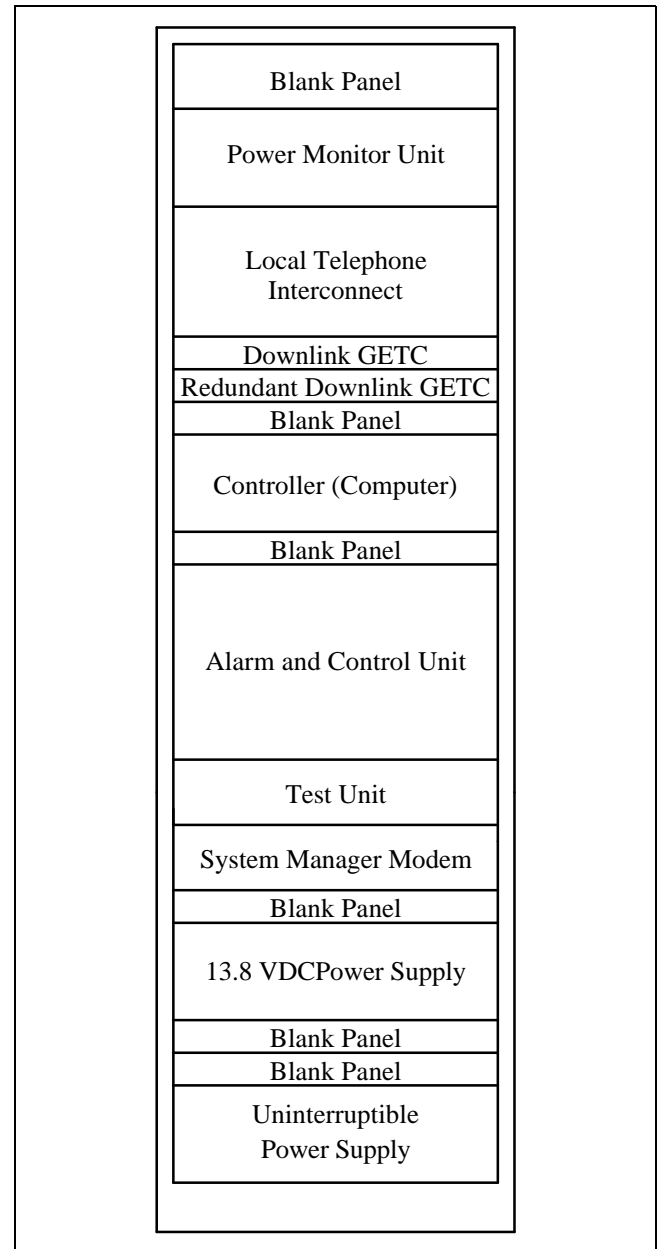 Blank Panel
Power Monitor Unit
Local Telephone
Interconnect
Downlink GETC
Redundant Downlink GETC
Blank Panel
Controller (Computer)
Blank Panel
Alarm and Control Unit
Test Unit
System Manager Modem
Blank Panel
13.8 VDCPower Supply
Blank Panel
Blank Panel
Uninterruptible
Power Supply